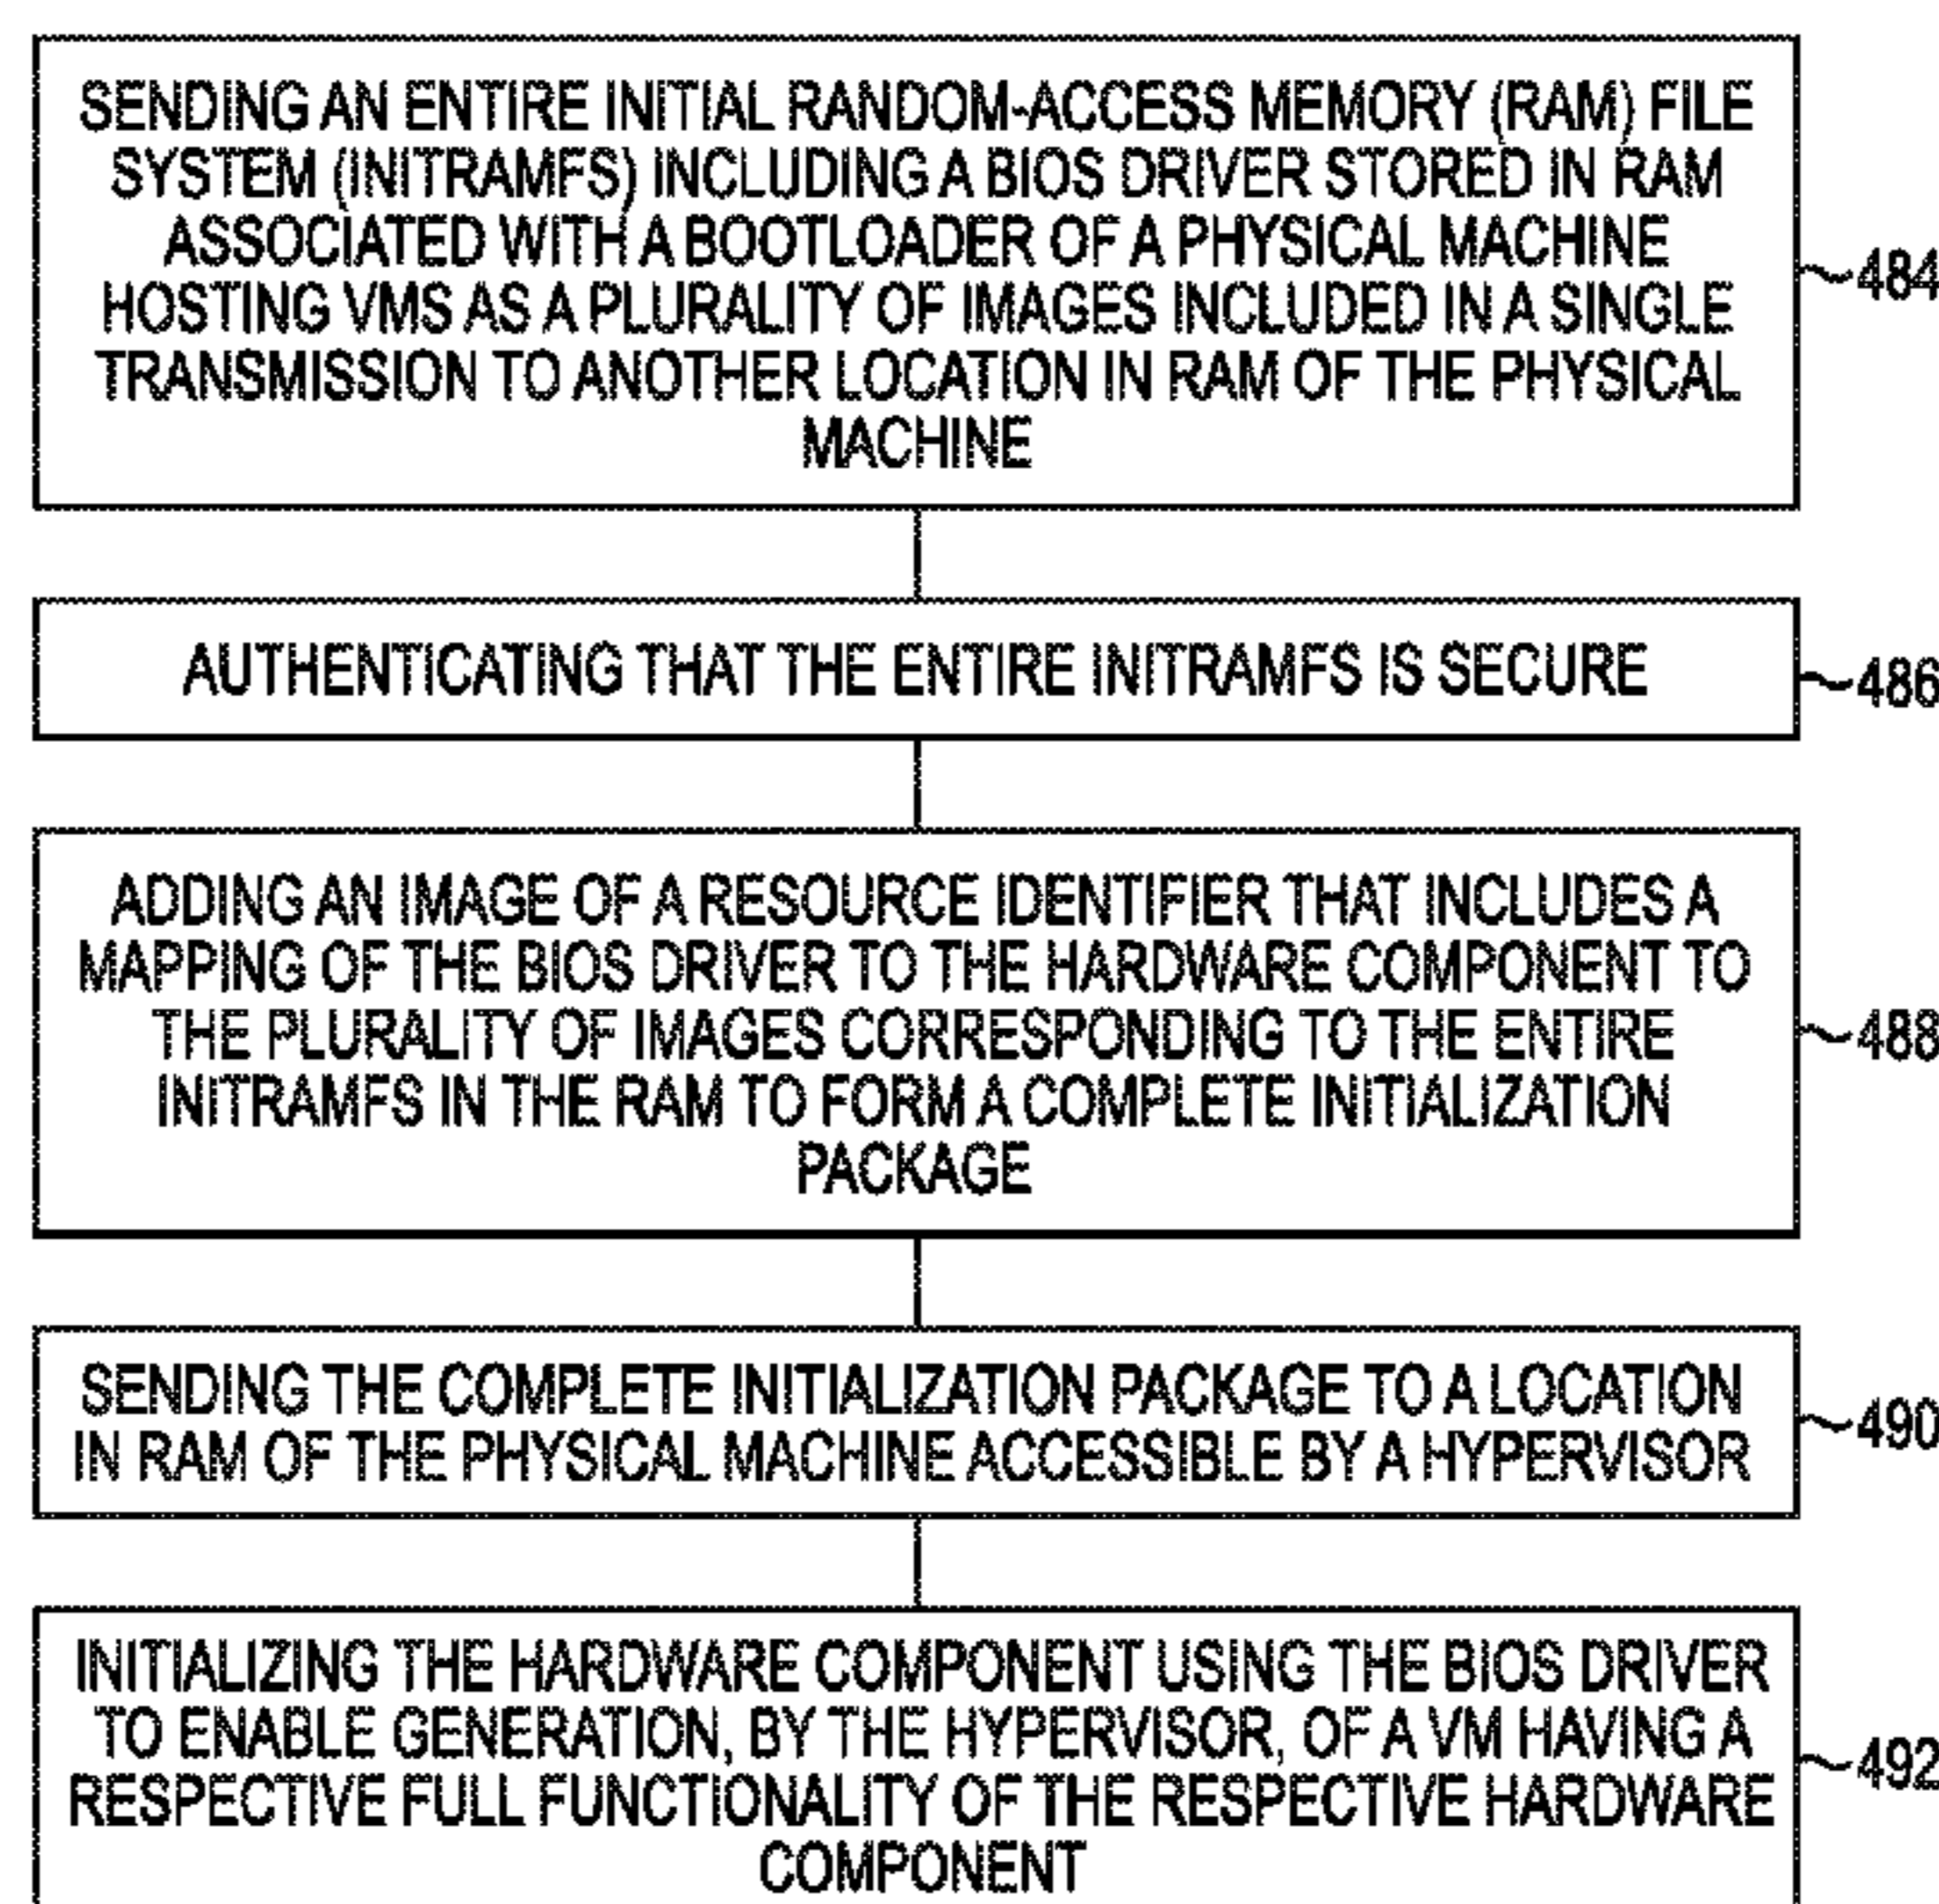 SENDING AN ENTIRE INITIAL RANDOM-ACCESS MEMORY (RAM) FILE
SYSTEM (INITRAMFS) INCLUDING A BIOS DRIVER STORED IN RAM
ASSOCIATED WITH A BOOTLOADER OF A PHYSICAL MACHINE
HOSTING VMS AS A PLURALITY OF IMAGES INCLUDED IN A SINGLE
TRANSMISSION TO ANOTHER LOCATION IN RAM OF THE PHYSICAL
MACHINE
484
AUTHENTICATING THAT THE ENTIRE INITRAMFS IS SECURE
486
ADDING AN IMAGE OF A RESOURCE IDENTIFIER THAT INCLUDES A
MAPPING OF THE BIOS DRIVER TO THE HARDWARE COMPONENT TO
THE PLURALITY OF IMAGES CORRESPONDING TO THE ENTIRE
INITRAMFS IN THE RAM TO FORM A COMPLETE INITIALIZATION
PACKAGE
488
SENDING THE COMPLETE INITIALIZATION PACKAGE TO A LOCATION
IN RAM OF THE PHYSICAL MACHINE ACCESSIBLE BY A HYPERVISOR
490
INITIALIZING THE HARDWARE COMPONENT USING THE BIOS DRIVER
TO ENABLE GENERATION, BY THE HYPERVISOR, OF A VM HAVING A
RESPECTIVE FULL FUNCTIONALITY OF THE RESPECTIVE HARDWARE
COMPONENT
492